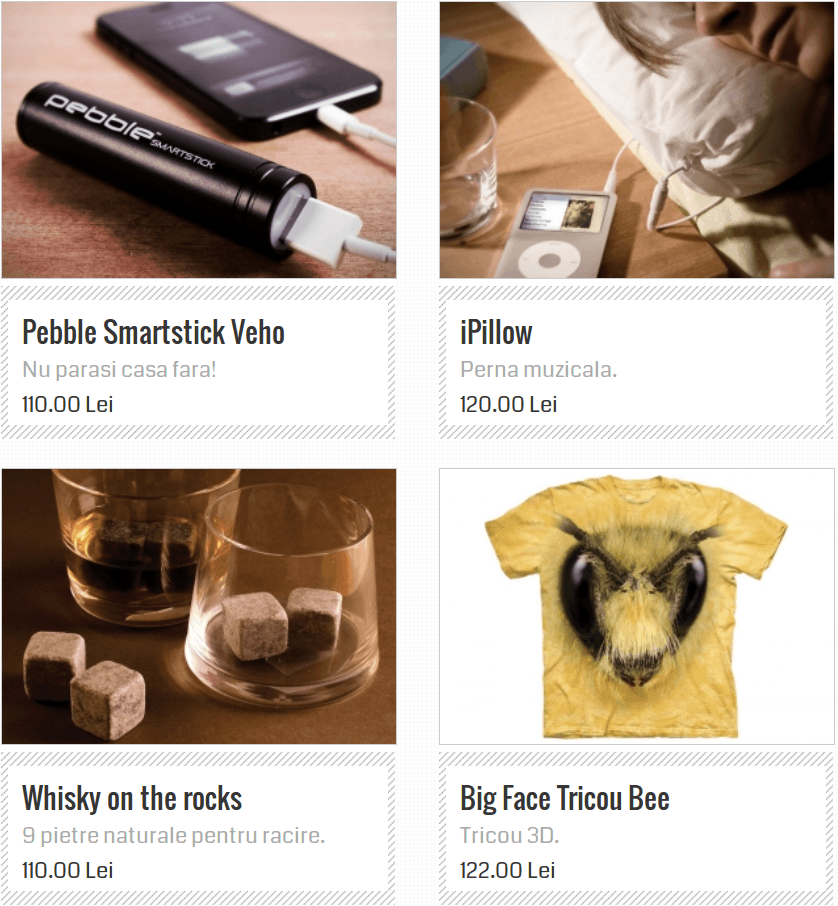 pebble™
SMARTSTICK
Pebble Smartstick Veho
Nu parasi casa fara!
110.00 Lei
iPillow
Perna muzicala.
120.00 Lei
Whisky on the rocks
9 pietre naturale pentru racire.
110.00 Lei
Big Face Tricou Bee
Tricou 3D.
122.00 Lei